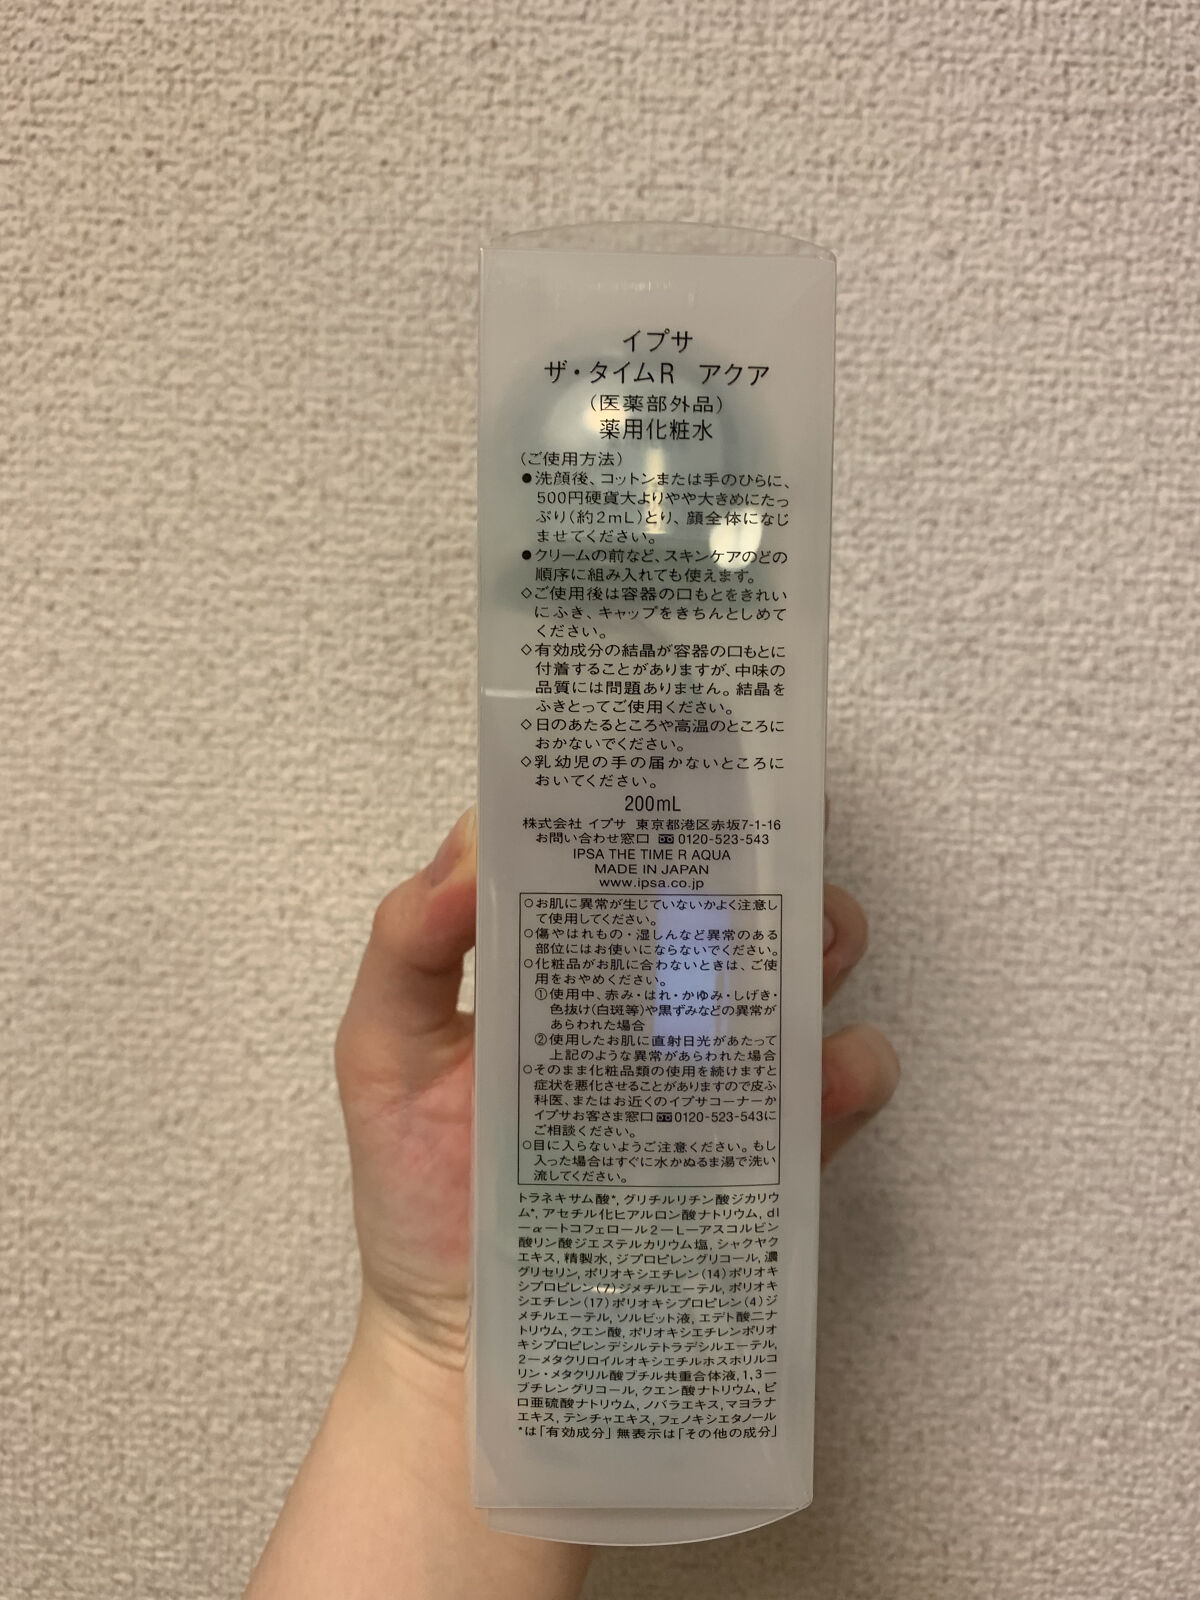 イプサ
ザ・タイムR アクア
（医薬部外品）
薬用化粧水
（ご使用方法）
●洗顔後、コットンまたは手のひらに、
500円硬貨大よりやや大きめにたっ
ぷり（約2mL）とり、顔全体になじ
ませてください。
●クリームの前など、スキンケアのどの
順序に組み入れても使えます。
◇ご使用後は容器の口もとをきれい
にふき、キャップをきちんとしめて
ください。
◇有効成分の結晶が容器の口もとに
付着することがありますが、中味の
品質には問題ありません。結晶を
ふきとってご使用ください。
◇日のあたるところや高温のところに
おかないでください。
◇乳幼児の手の届かないところに
おいてください。
200mL
株式会社 イプサ 東京都港区赤坂7-1-16
お問い合わせ窓口 0120-523-543
IPSA THE TIME R AQUA
MADE IN JAPAN
www.ipsa.co.jp
○お肌に異常が生じていないかよく注意し
て使用してください。
○傷やはれもの・湿しんなど異常のある
部位にはお使いにならないでください。
○化粧品がお肌に合わないときは、ご使
用をおやめください。
①使用中、赤み・はれ・かゆみ・しげき・
色抜け（白斑等）や黒ずみなどの異常が
あらわれた場合
②使用したお肌に直射日光があたって
上記のような異常があらわれた場合
○そのまま化粧品類の使用を続けますと
症状を悪化させることがありますので皮ふ
科医、またはお近くのイプサコーナーか
イプサお客さま窓口0120-523-543に
ご相談ください。
○目に入らないようご注意ください。もし
入った場合はすぐに水かぬるま湯で洗い
流してください。
トラネキサム酸*, グリチルリチン酸ジカリウ
ム*, アセチル化ヒアルロン酸ナトリウム, dl
－α－トコフェロール2－L－アスコルビン
酸リン酸ジエステルカリウム塩, シャクヤク
エキス, 精製水, ジプロピレングリコール, 濃
グリセリン, ポリオキシエチレン(14)ポリオキ
シプロピレン(7)ジメチルエーテル, ポリオキ
シエチレン(17)ポリオキシプロピレン(4)ジ
メチルエーテル, ソルビット液, エデト酸二ナ
トリウム, クエン酸, ポリオキシエチレンポリオ
キシプロピレンデシルテトラデシルエーテル,
2－メタクリロイルオキシエチルホスホリルコ
リン・メタクリル酸ブチル共重合体液, 1,3－
ブチレングリコール, クエン酸ナトリウム, ピ
ロ亜硫酸ナトリウム, ノバラエキス, マヨラナ
エキス, テンチャエキス, フェノキシエタノール
*は「有効成分」無表示は「その他の成分」